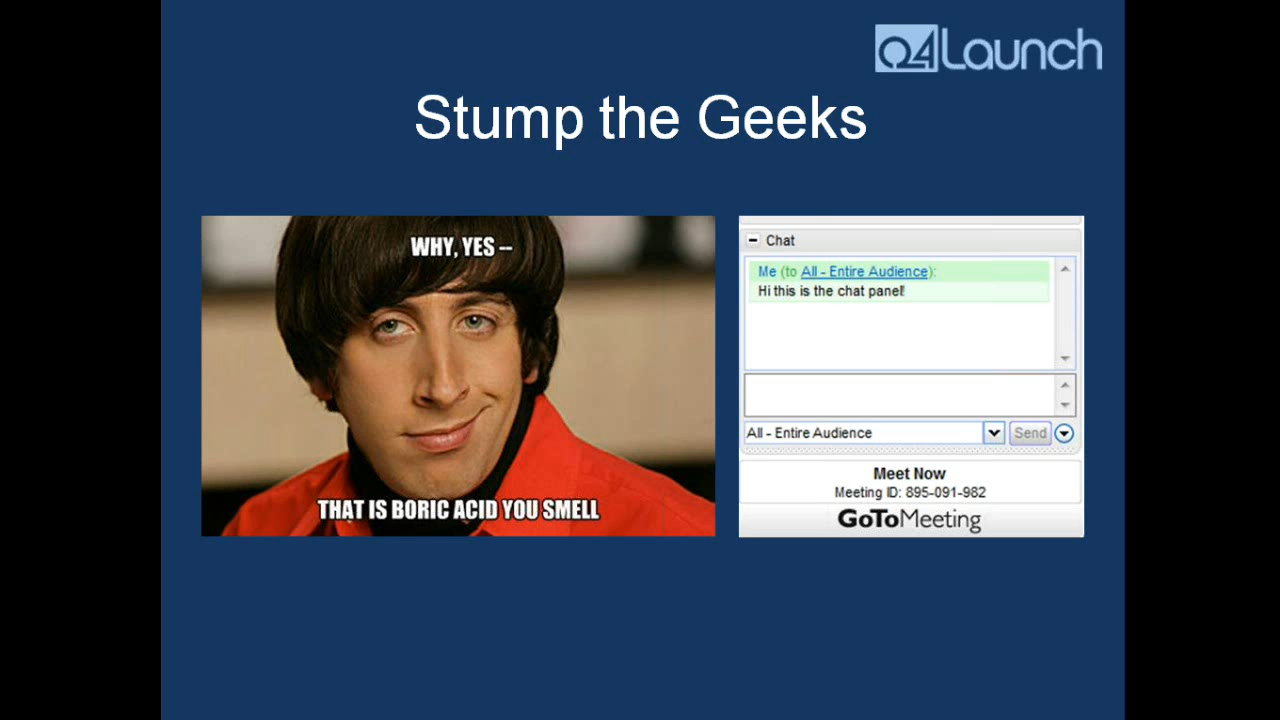 Q4Launch
Stump the Geeks
WHY, YES --
THAT IS BORIC ACID YOU SMELL
Chat
Me (to All - Entire Audience):
Hi this is the chat panel!
All - Entire Audience
Send
Meet Now
Meeting ID: 895-091-982
GoToMeeting